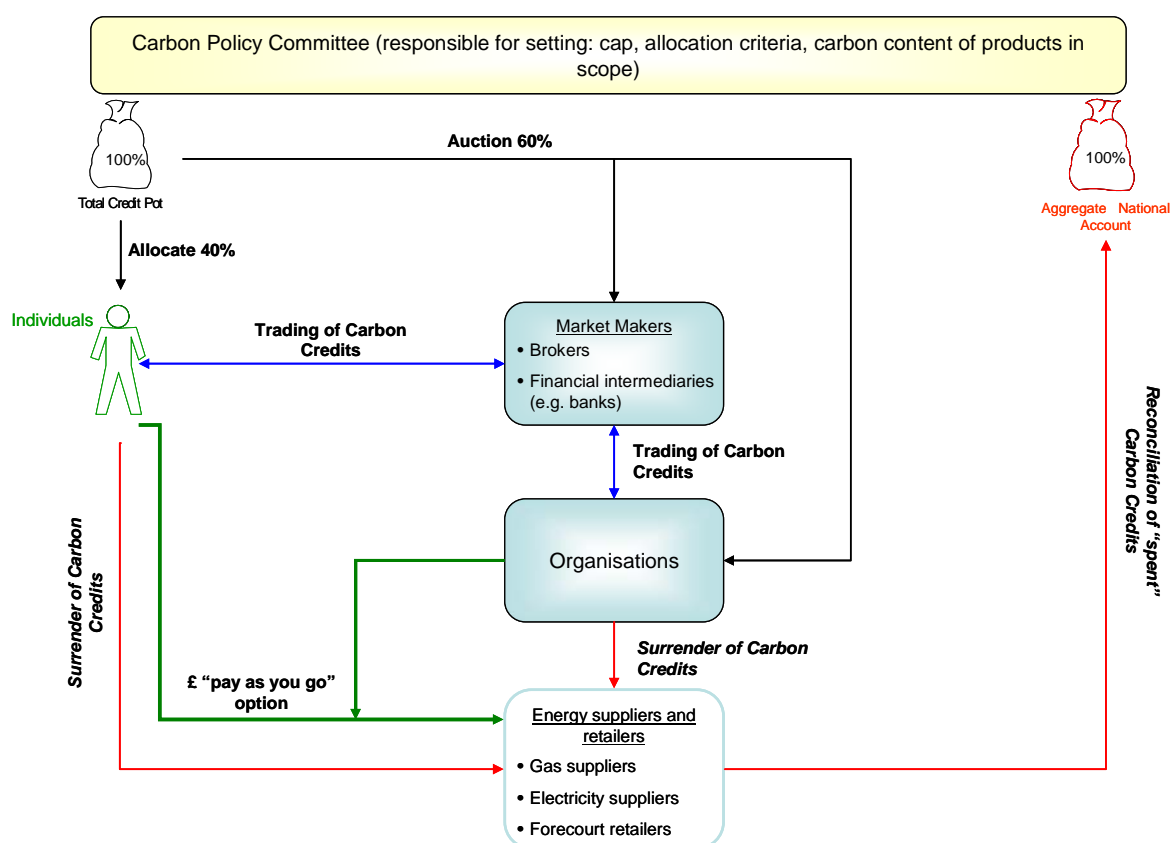 Carbon Policy Committee (responsible for setting: cap, allocation criteria, carbon content of products in
scope)
100%
Total Credit Pot
Auction 60%
100%
Aggregate National
Account
Allocate 40%
Individuals
Trading of Carbon
Credits
Market Makers
• Brokers
• Financial intermediaries
(e.g. banks)
Trading of Carbon
Credits
Reconciliation of “spent”
Carbon Credits
Organisations
Surrender of Carbon
Credits
Surrender of Carbon
Credits
£ “pay as you go”
option
Energy suppliers and
retailers
• Gas suppliers
• Electricity suppliers
• Forecourt retailers